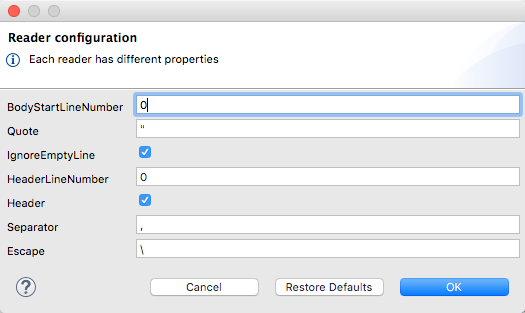 Reader configuration
Each reader has different properties
BodyStartLineNumber 0
Quote "
IgnoreEmptyLine
HeaderLineNumber 0
Header
Separator ,
Escape \
? Cancel Restore Defaults OK